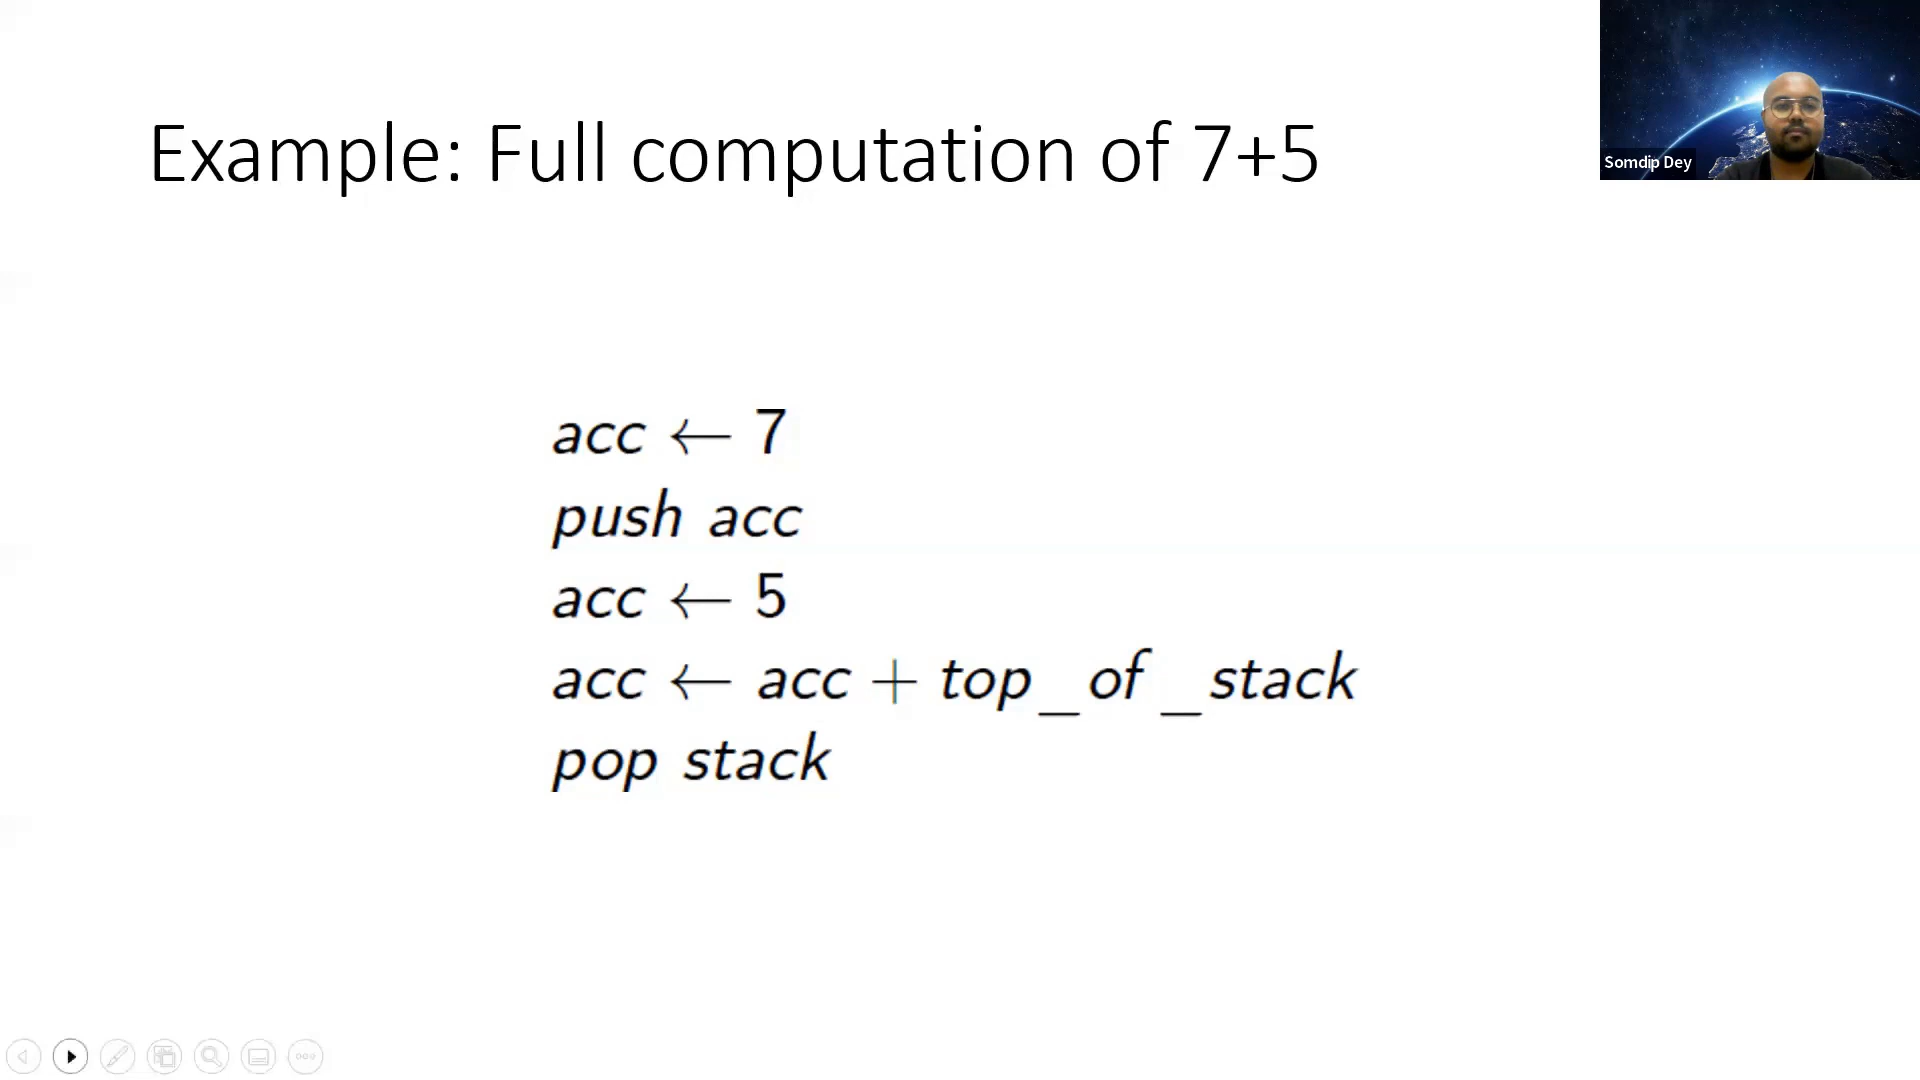 Example: Full computation of 7+5
Somdip Dey
acc ← 7
push acc
acc ← 5
acc ← acc + top_of_stack
pop stack